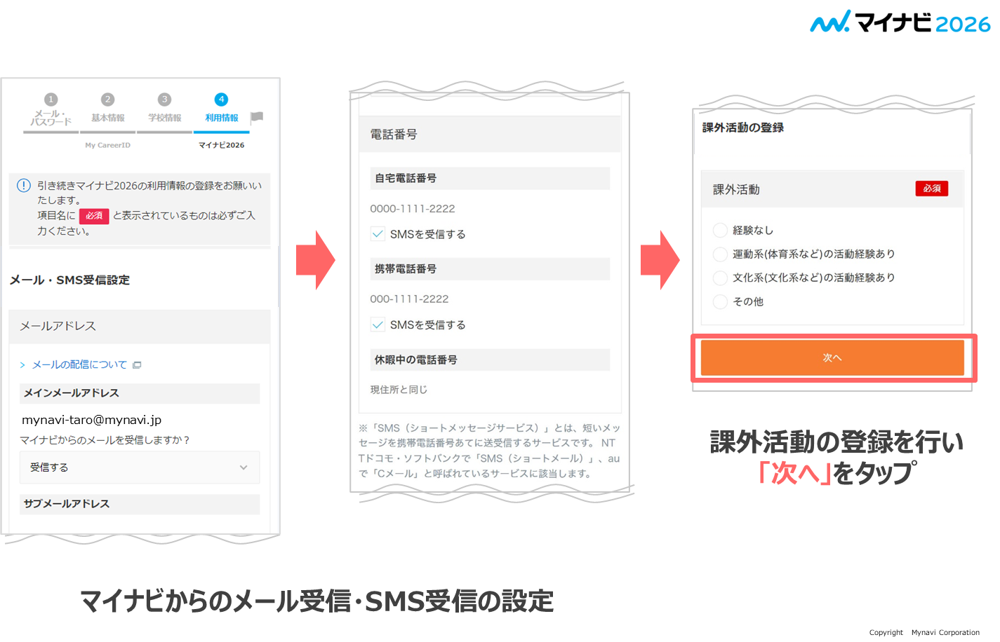 マイナビ2026
1
2
3
4
メール・
パスワード
基本情報
学校情報
利用情報
My CareerID
マイナビ2026
引き続きマイナビ2026の利用情報の登録をお願いい
たします。
項目名に 必須 と表示されているものは必ずご入
力ください。
メール・SMS受信設定
メールアドレス
> メールの配信について
メインメールアドレス
mynavi-taro@mynavi.jp
マイナビからのメールを受信しますか？
受信する
サブメールアドレス
電話番号
自宅電話番号
0000-1111-2222
SMSを受信する
携帯電話番号
000-1111-2222
SMSを受信する
休暇中の電話番号
現住所と同じ
※「SMS（ショートメッセージサービス）」とは、短いメッ
セージを携帯電話番号あてに送受信するサービスです。 NT
Tドコモ・ソフトバンクで「SMS（ショートメール）」、au
で「Cメール」と呼ばれているサービスに該当します。
課外活動の登録
課外活動 必須
経験なし
運動系(体育系など)の活動経験あり
文化系(文化系など)の活動経験あり
その他
次へ
課外活動の登録を行い
「次へ」をタップ
マイナビからのメール受信・SMS受信の設定
Copyright Mynavi Corporation